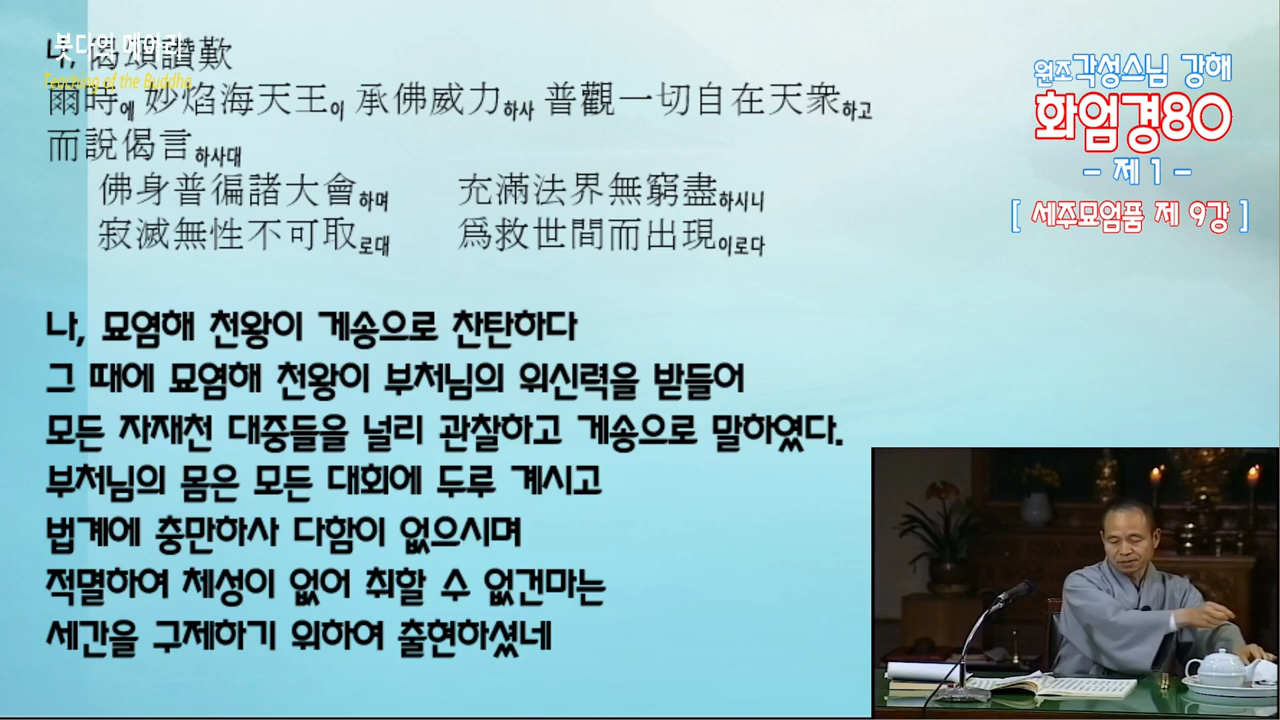 나, 偈頌讚歎
붓다의 메아리
Teaching of the Buddha
爾時에 妙焰海天王이 承佛威力하사 普觀一切自在天衆하고
而說偈言하사대
佛身普徧諸大會하며 充滿法界無窮盡하시니
寂滅無性不可取로대 爲救世間而出現이로다
나, 묘염해 천왕이 게송으로 찬탄하다
그 때에 묘염해 천왕이 부처님의 위신력을 받들어
모든 자재천 대중들을 널리 관찰하고 게송으로 말하였다.
부처님의 몸은 모든 대회에 두루 계시고
법계에 충만하사 다함이 없으시며
적멸하여 체성이 없어 취할 수 없건마는
세간을 구제하기 위하여 출현하셨네
원조각성스님 강해
화엄경80
- 제 1 -
[ 세주묘엄품 제 9강 ]